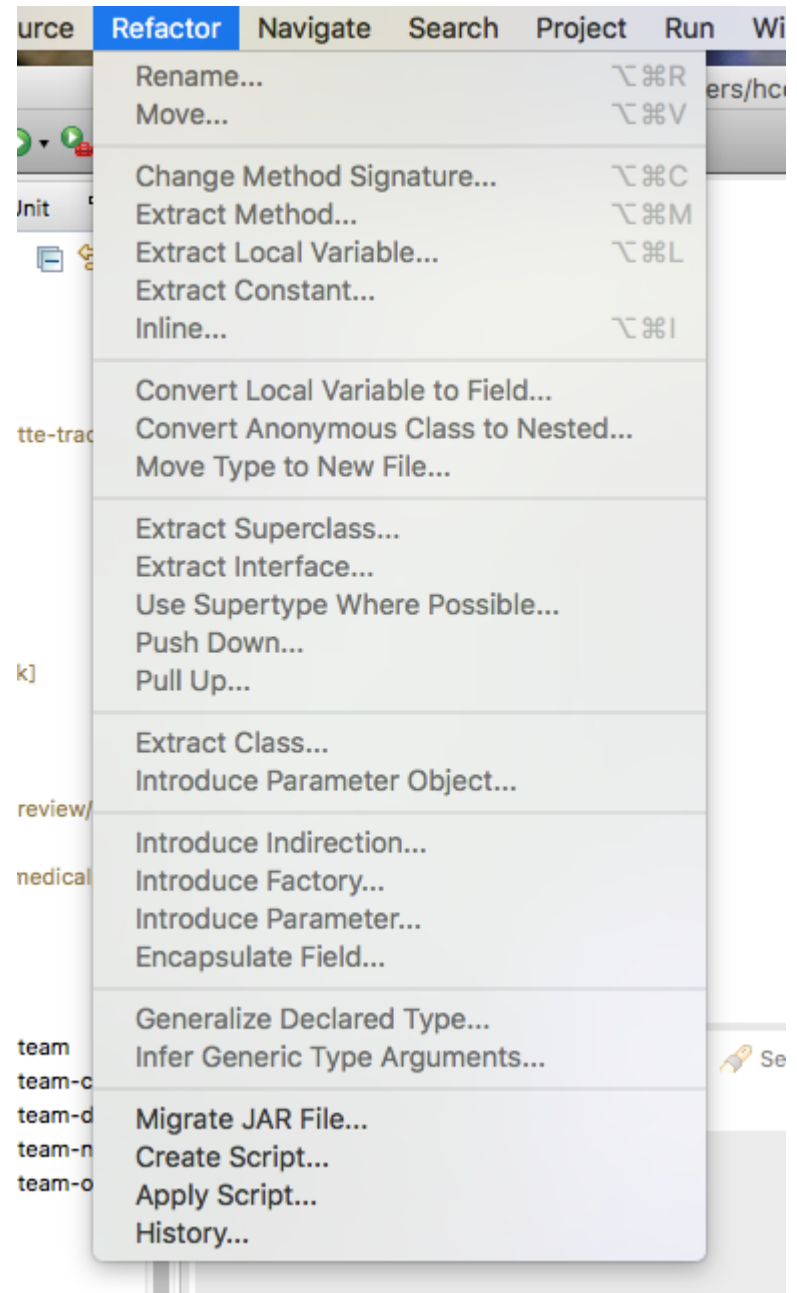 urce Refactor Navigate Search Project Run Wi
Rename... ⌥⌘R
ers/hc
Move... ⌥⌘V
Change Method Signature... ⌥⌘C
Unit
Extract Method... ⌥⌘M
Extract Local Variable... ⌥⌘L
Extract Constant...
Inline... ⌥⌘I
Convert Local Variable to Field...
tte-trac
Convert Anonymous Class to Nested...
Move Type to New File...
Extract Superclass...
Extract Interface...
Use Supertype Where Possible...
Push Down...
k]
Pull Up...
Extract Class...
Introduce Parameter Object...
review/
Introduce Indirection...
medical
Introduce Factory...
Introduce Parameter...
Encapsulate Field...
Generalize Declared Type...
team
Infer Generic Type Arguments...
Se
team-c
team-d
Migrate JAR File...
team-n
Create Script...
team-o
Apply Script...
History...